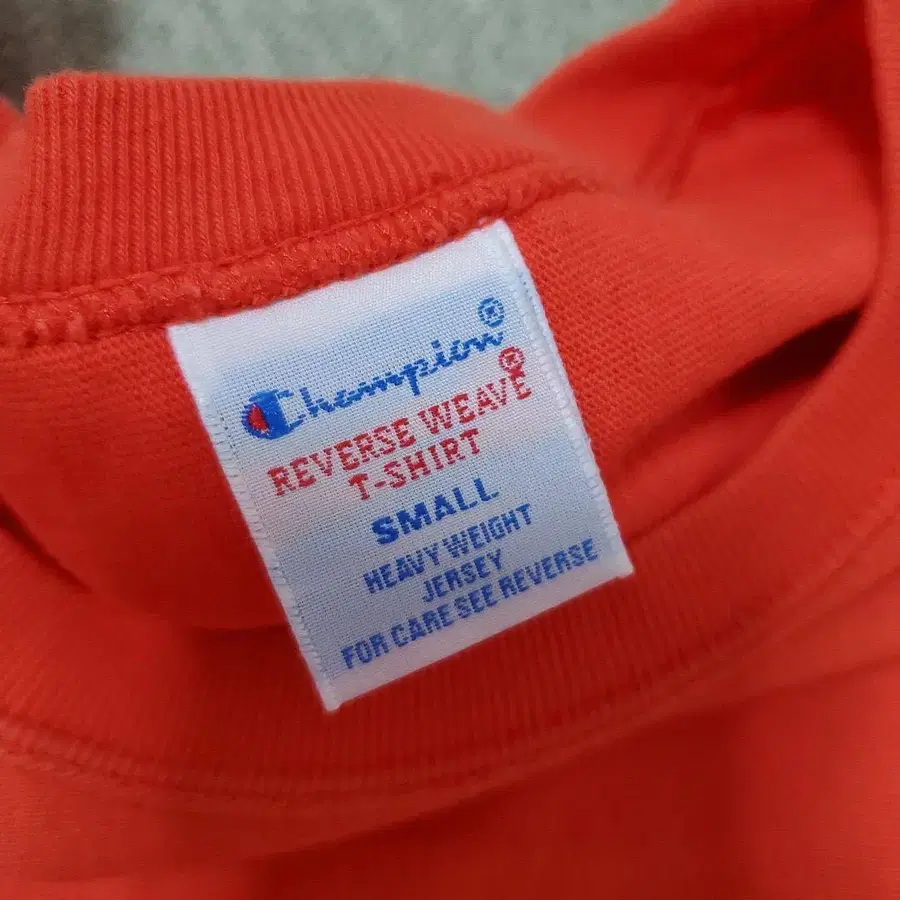 Champion®
REVERSE WEAVE®
T-SHIRT
SMALL
HEAVY WEIGHT
JERSEY
FOR CARE SEE REVERSE